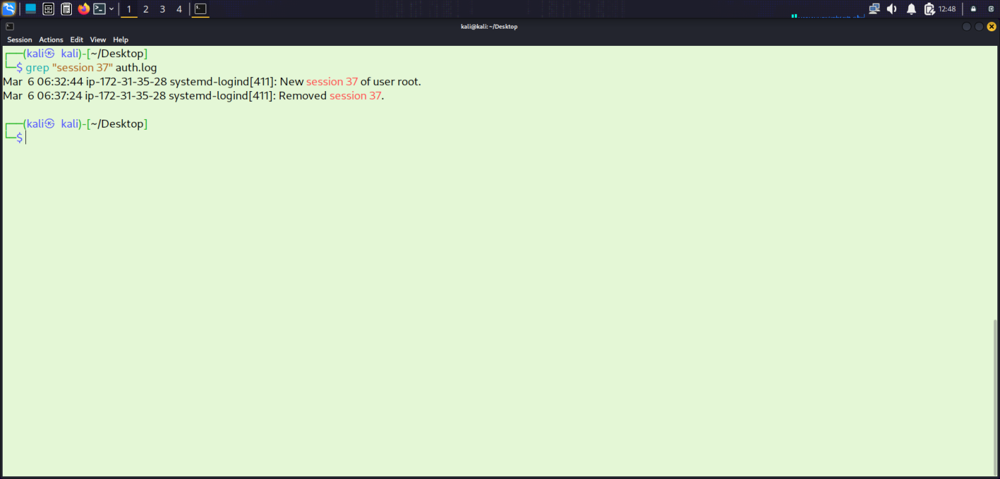 1 2 3 4
12:48
kali@kali: ~/Desktop
Session Actions Edit View Help
┌──(kali㉿ kali)-[~/Desktop]
└─$ grep "session 37" auth.log
Mar  6 06:32:44 ip-172-31-35-28 systemd-logind[411]: New session 37 of user root.
Mar  6 06:37:24 ip-172-31-35-28 systemd-logind[411]: Removed session 37.
┌──(kali㉿ kali)-[~/Desktop]
└─$